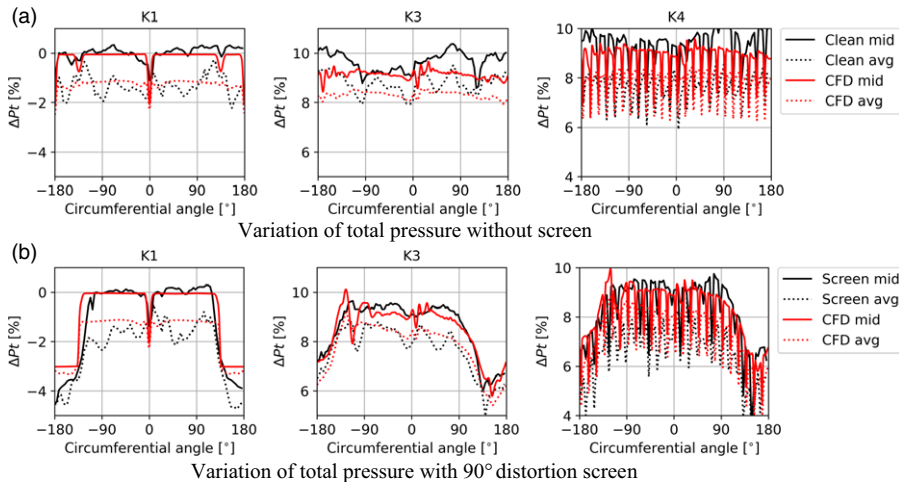 (a)
K1
K3
K4
ΔPt [%]
0
−2
−4
−180 −90 0 90 180
Circumferential angle [°]
ΔPt [%]
10
8
6
4
−180 −90 0 90 180
Circumferential angle [°]
ΔPt [%]
10
8
6
4
−180 −90 0 90 180
Circumferential angle [°]
Clean mid
Clean avg
CFD mid
CFD avg
Variation of total pressure without screen
(b)
K1
K3
ΔPt [%]
0
−2
−4
−180 −90 0 90 180
Circumferential angle [°]
ΔPt [%]
10
8
6
−180 −90 0 90 180
Circumferential angle [°]
ΔPt [%]
10
8
6
4
−180 −90 0 90 180
Circumferential angle [°]
Screen mid
Screen avg
CFD mid
CFD avg
Variation of total pressure with 90° distortion screen